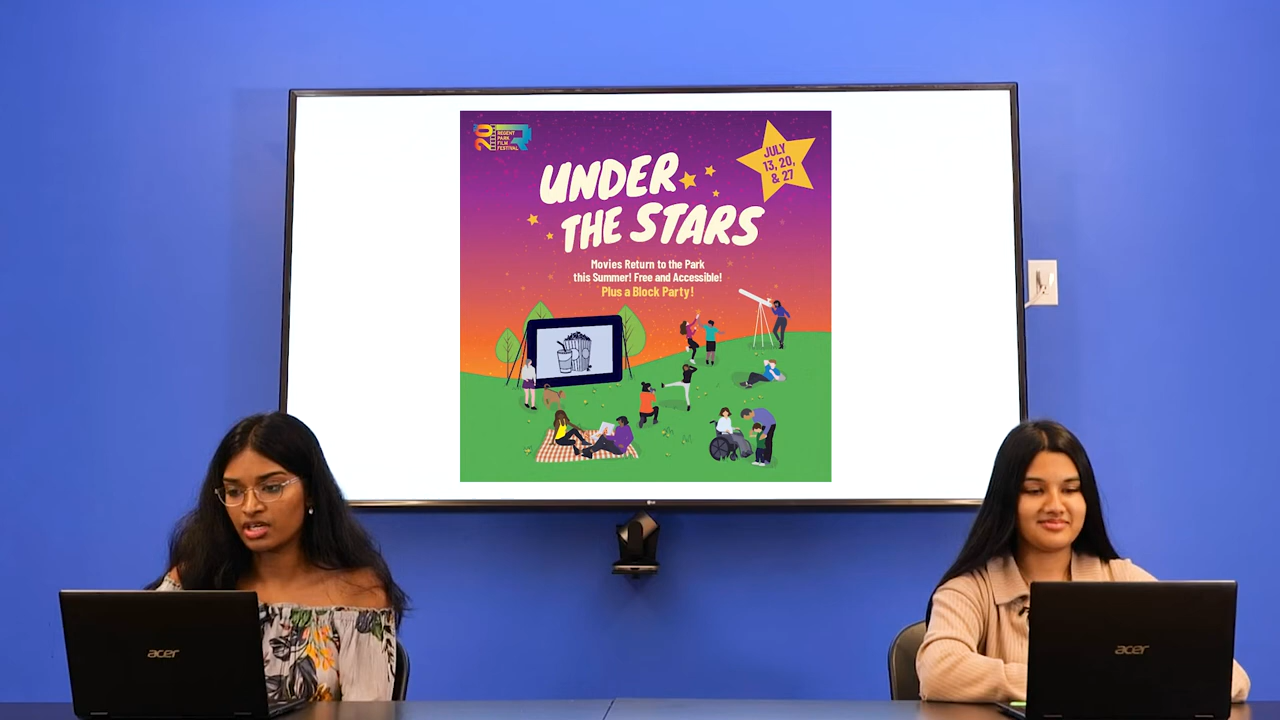 20
REGENT
PARK
FILM
FESTIVAL
JULY
13, 20,
& 27
UNDER
THE STARS
Movies Return to the Park
this Summer! Free and Accessible!
Plus a Block Party!
LG
acer
acer